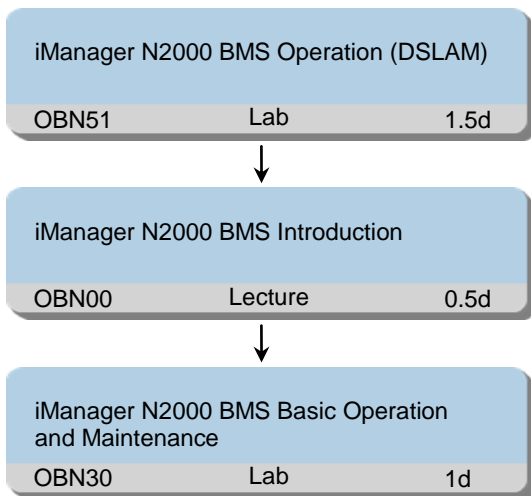 iManager N2000 BMS Operation (DSLAM)
OBN51 Lab 1.5d
iManager N2000 BMS Introduction
OBN00 Lecture 0.5d
iManager N2000 BMS Basic Operation
and Maintenance
OBN30 Lab 1d